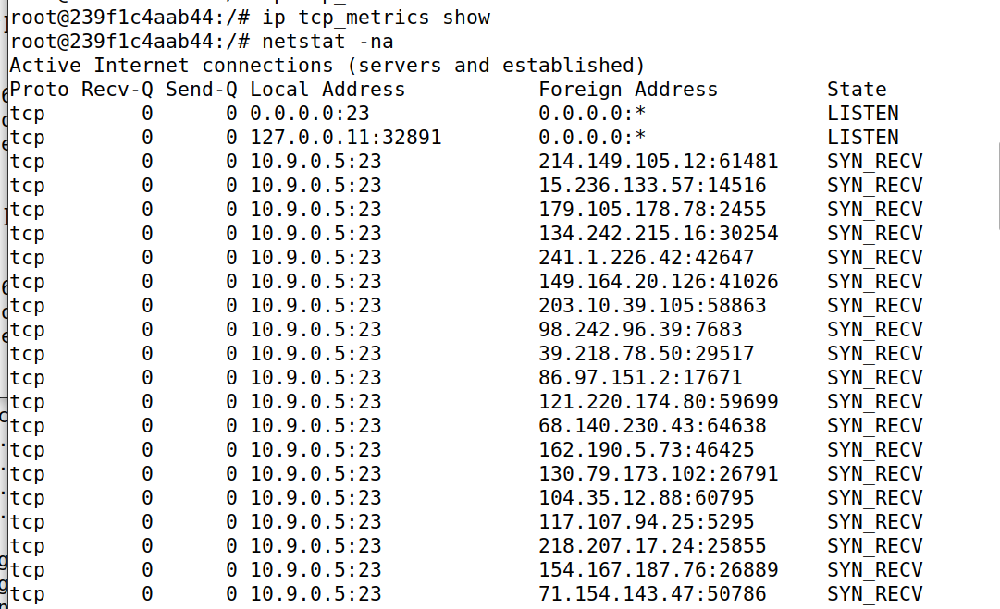 root@239f1c4aab44:/# ip tcp_metrics show
root@239f1c4aab44:/# netstat -na
Active Internet connections (servers and established)
Proto Recv-Q Send-Q Local Address           Foreign Address         State
tcp        0      0 0.0.0.0:23              0.0.0.0:*               LISTEN
tcp        0      0 127.0.0.11:32891        0.0.0.0:*               LISTEN
tcp        0      0 10.9.0.5:23             214.149.105.12:61481    SYN_RECV
tcp        0      0 10.9.0.5:23             15.236.133.57:14516     SYN_RECV
tcp        0      0 10.9.0.5:23             179.105.178.78:2455     SYN_RECV
tcp        0      0 10.9.0.5:23             134.242.215.16:30254    SYN_RECV
tcp        0      0 10.9.0.5:23             241.1.226.42:42647      SYN_RECV
tcp        0      0 10.9.0.5:23             149.164.20.126:41026    SYN_RECV
tcp        0      0 10.9.0.5:23             203.10.39.105:58863     SYN_RECV
tcp        0      0 10.9.0.5:23             98.242.96.39:7683       SYN_RECV
tcp        0      0 10.9.0.5:23             39.218.78.50:29517      SYN_RECV
tcp        0      0 10.9.0.5:23             86.97.151.2:17671       SYN_RECV
tcp        0      0 10.9.0.5:23             121.220.174.80:59699    SYN_RECV
tcp        0      0 10.9.0.5:23             68.140.230.43:64638     SYN_RECV
tcp        0      0 10.9.0.5:23             162.190.5.73:46425      SYN_RECV
tcp        0      0 10.9.0.5:23             130.79.173.102:26791    SYN_RECV
tcp        0      0 10.9.0.5:23             104.35.12.88:60795      SYN_RECV
tcp        0      0 10.9.0.5:23             117.107.94.25:5295      SYN_RECV
tcp        0      0 10.9.0.5:23             218.207.17.24:25855     SYN_RECV
tcp        0      0 10.9.0.5:23             154.167.187.76:26889    SYN_RECV
tcp        0      0 10.9.0.5:23             71.154.143.47:50786     SYN_RECV